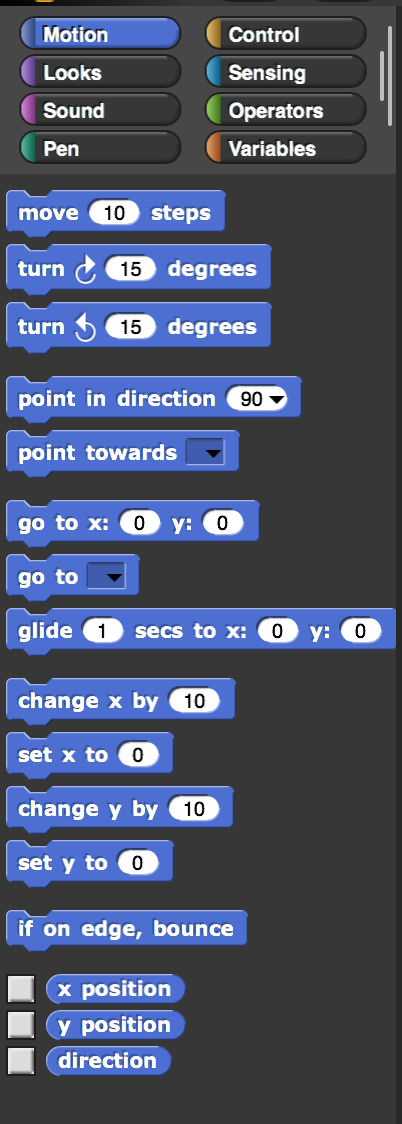 Motion Control
Looks Sensing
Sound Operators
Pen Variables
move 10 steps
turn 15 degrees
turn 15 degrees
point in direction 90
point towards
go to x: 0 y: 0
go to
glide 1 secs to x: 0 y: 0
change x by 10
set x to 0
change y by 10
set y to 0
if on edge, bounce
x position
y position
direction